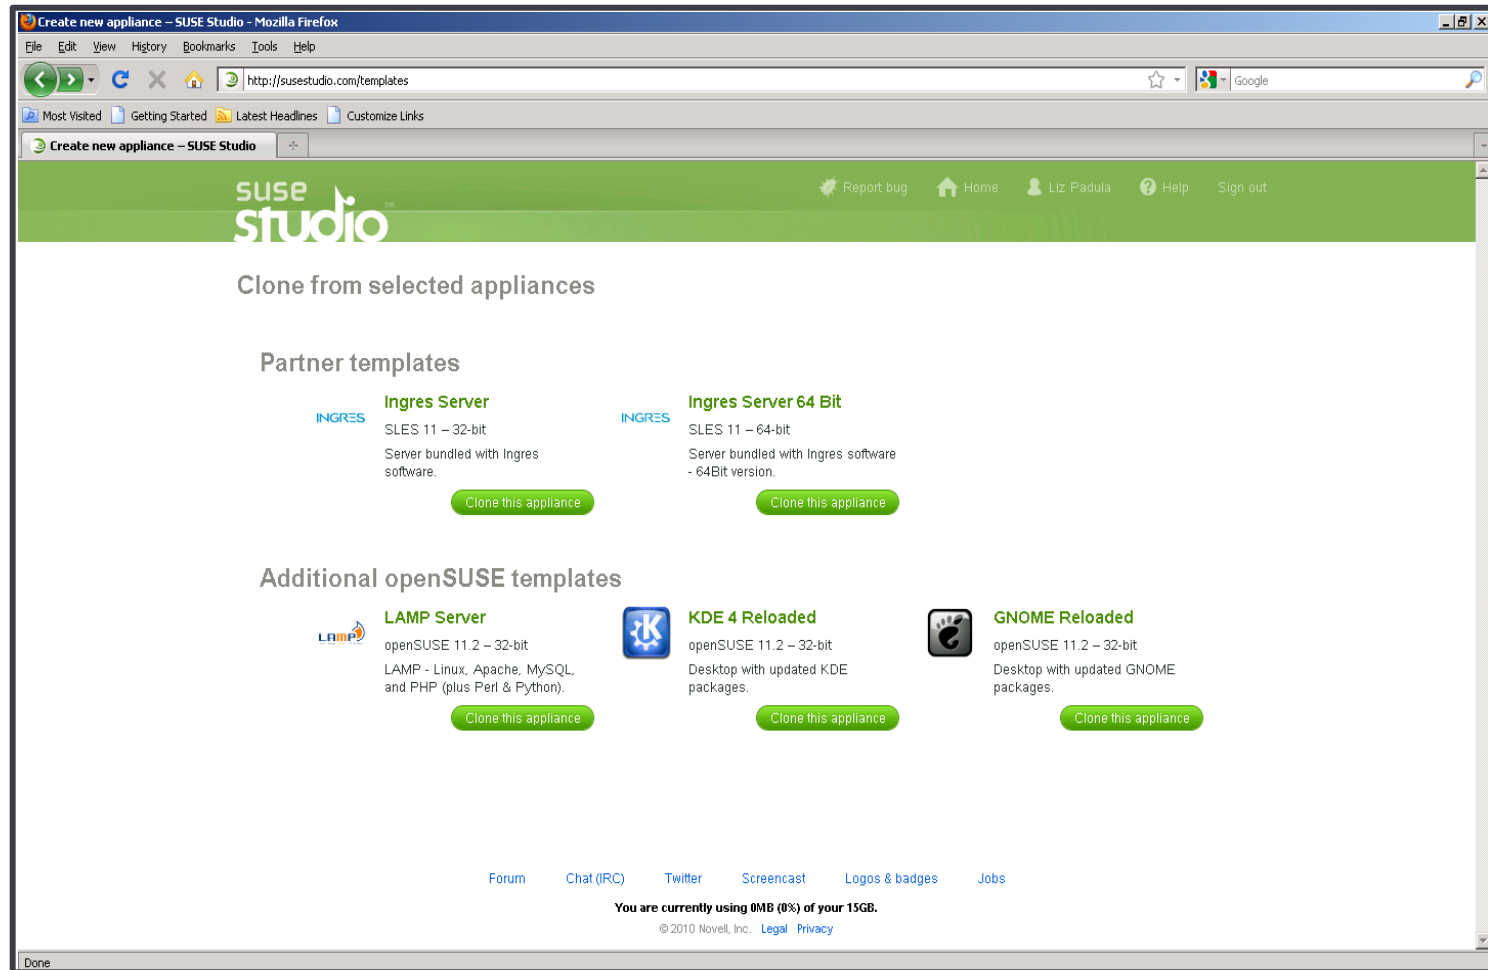 Create new appliance – SUSE Studio - Mozilla Firefox
File Edit View History Bookmarks Tools Help
http://susestudio.com/templates
Google
Most Visited Getting Started Latest Headlines Customize Links
Create new appliance – SUSE Studio
suse
studio™
Report bug Home Liz Padula Help Sign out
Clone from selected appliances
Partner templates
INGRES
Ingres Server
SLES 11 – 32-bit
Server bundled with Ingres
software.
Clone this appliance
INGRES
Ingres Server 64 Bit
SLES 11 – 64-bit
Server bundled with Ingres software
- 64Bit version.
Clone this appliance
Additional openSUSE templates
LAMP
LAMP Server
openSUSE 11.2 – 32-bit
LAMP - Linux, Apache, MySQL,
and PHP (plus Perl & Python).
Clone this appliance
KDE 4 Reloaded
openSUSE 11.2 – 32-bit
Desktop with updated KDE
packages.
Clone this appliance
GNOME Reloaded
openSUSE 11.2 – 32-bit
Desktop with updated GNOME
packages.
Clone this appliance
Forum Chat (IRC) Twitter Screencast Logos & badges Jobs
You are currently using 0MB (0%) of your 15GB.
© 2010 Novell, Inc. Legal Privacy
Done